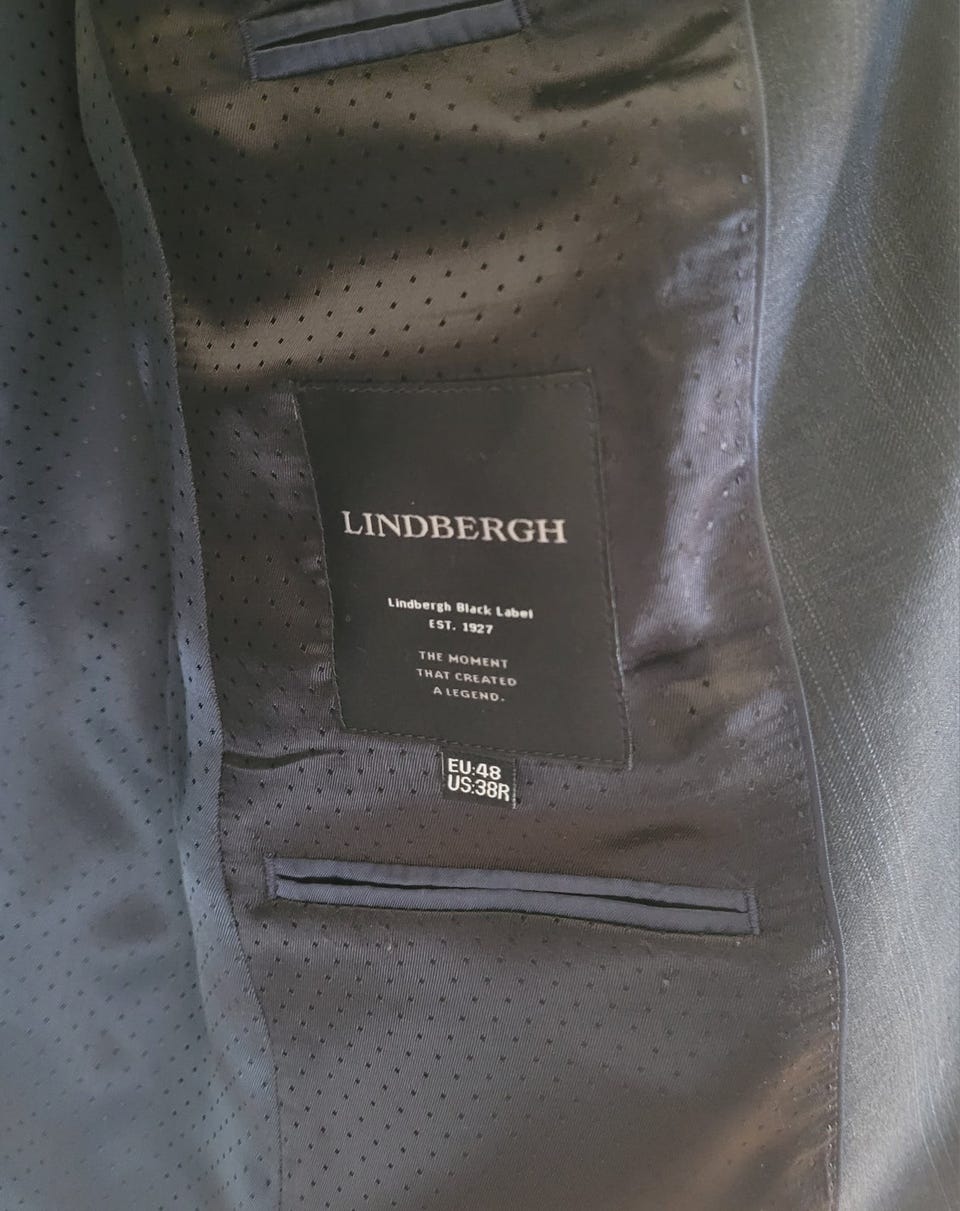 LINDBERGH
Lindbergh Black Label
EST. 1927
THE MOMENT
THAT CREATED
A LEGEND.
EU:48
US:38R